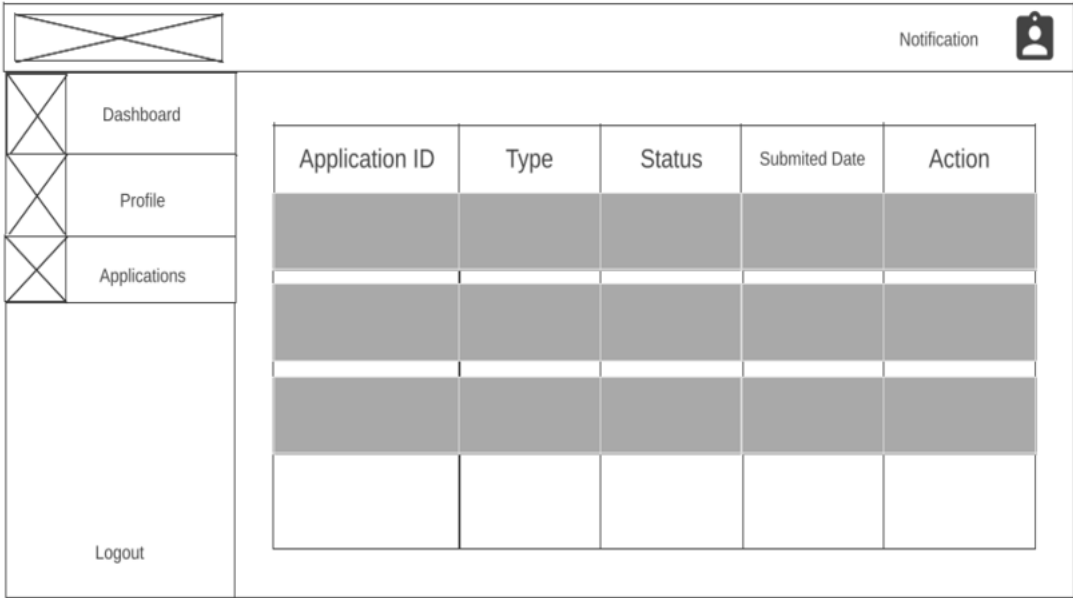 Notification
Dashboard
Profile
Applications
Logout
Application ID Type Status Submited Date Action